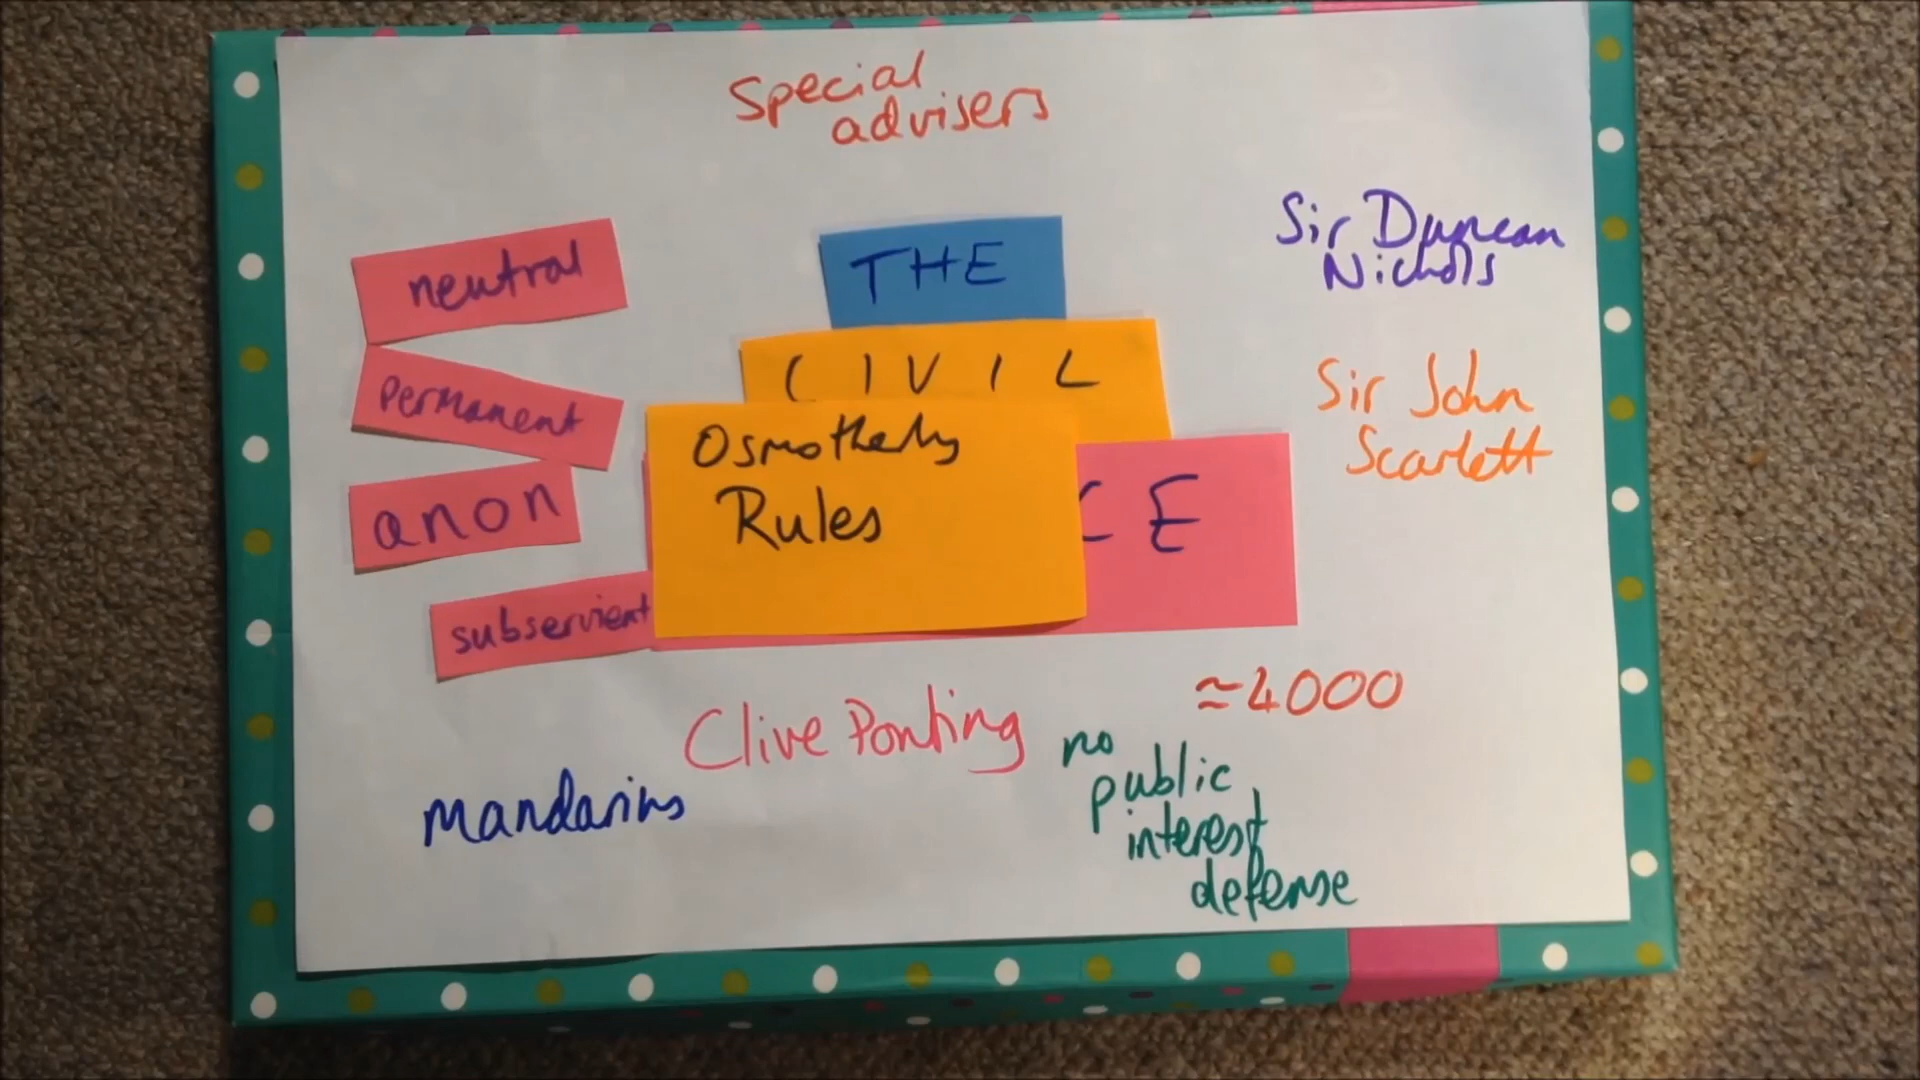 Special
advisers
Sir Duncan
Nichols
neutral
THE
Sir John
Scarlett
permanent
CIVIL
Osmotherly
Rules
anon
CE
subservient
≈4000
Clive Ponting
no
public
interest
defense
mandarins